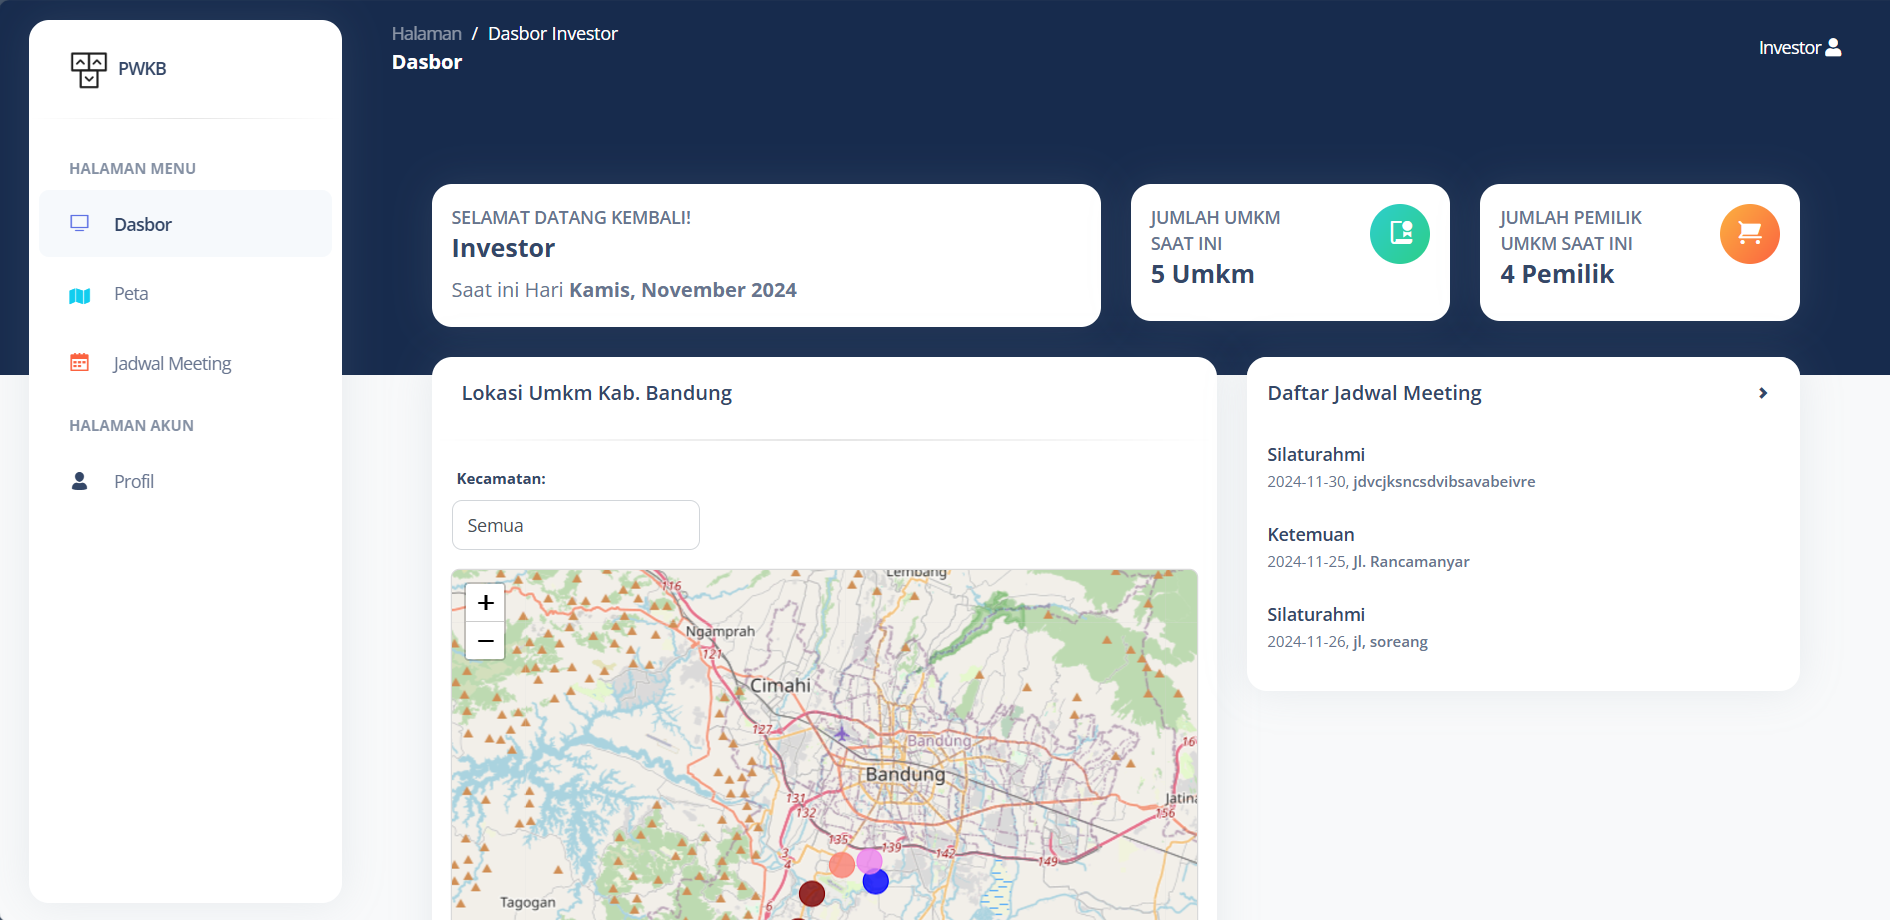 PWKB
HALAMAN MENU
Dasbor
Peta
Jadwal Meeting
HALAMAN AKUN
Profil
Halaman / Dasbor Investor
Dasbor
Investor
SELAMAT DATANG KEMBALI!
Investor
Saat ini Hari Kamis, November 2024
JUMLAH UMKM
SAAT INI
5 Umkm
JUMLAH PEMILIK
UMKM SAAT INI
4 Pemilik
Lokasi Umkm Kab. Bandung
Kecamatan:
Semua
+
−
Lembang
116
Ngamprah
121
Cimahi
127
Bandung
Bandung
16
131
132
Jatina
156
135
139
142
149
3
4
6
Tagogan
Daftar Jadwal Meeting
Silaturahmi
2024-11-30, jdvcjksncsdvibsavabeivre
Ketemuan
2024-11-25, Jl. Rancamanyar
Silaturahmi
2024-11-26, jl, soreang